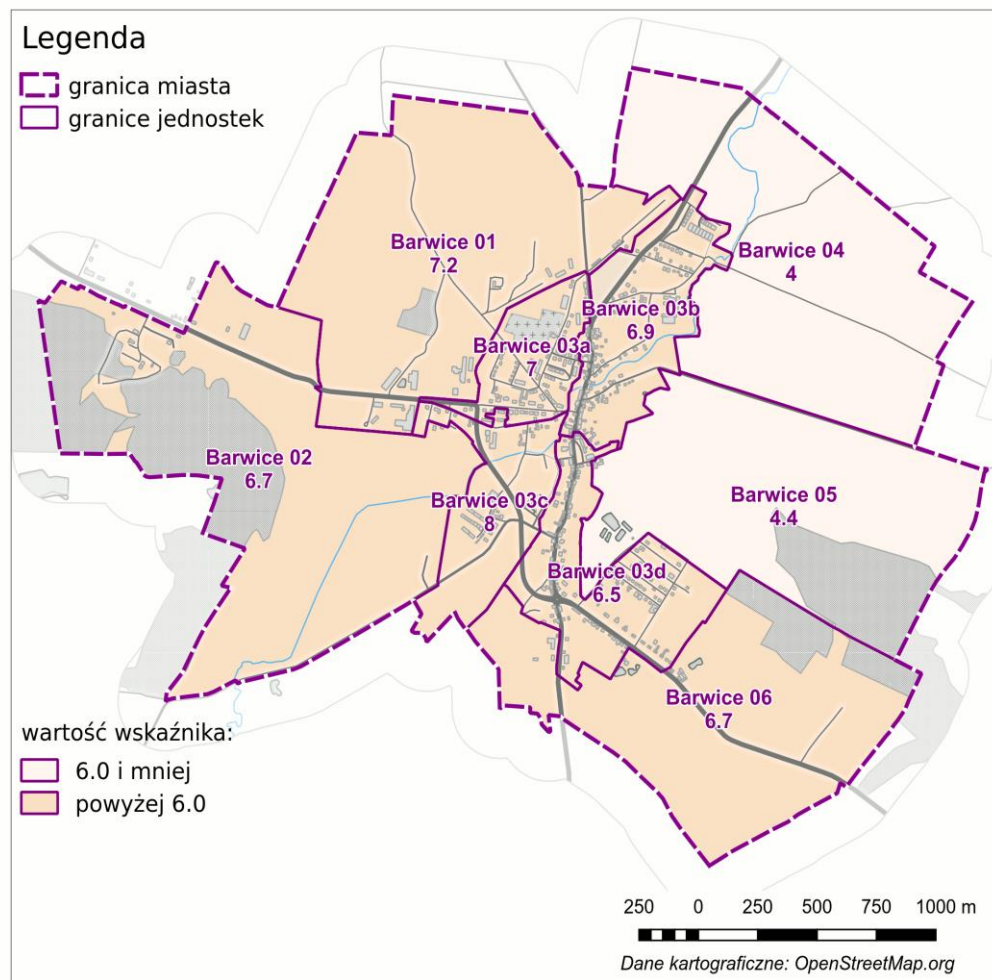 Legenda
granica miasta
granice jednostek
Barwice 01
7.2
Barwice 04
4
Barwice 03b
6.9
Barwice 03a
7
Barwice 02
6.7
Barwice 03c
8
Barwice 05
4.4
Barwice 03d
6.5
Barwice 06
6.7
wartość wskaźnika:
6.0 i mniej
powyżej 6.0
250 0 250 500 750 1000 m
Dane kartograficzne: OpenStreetMap.org